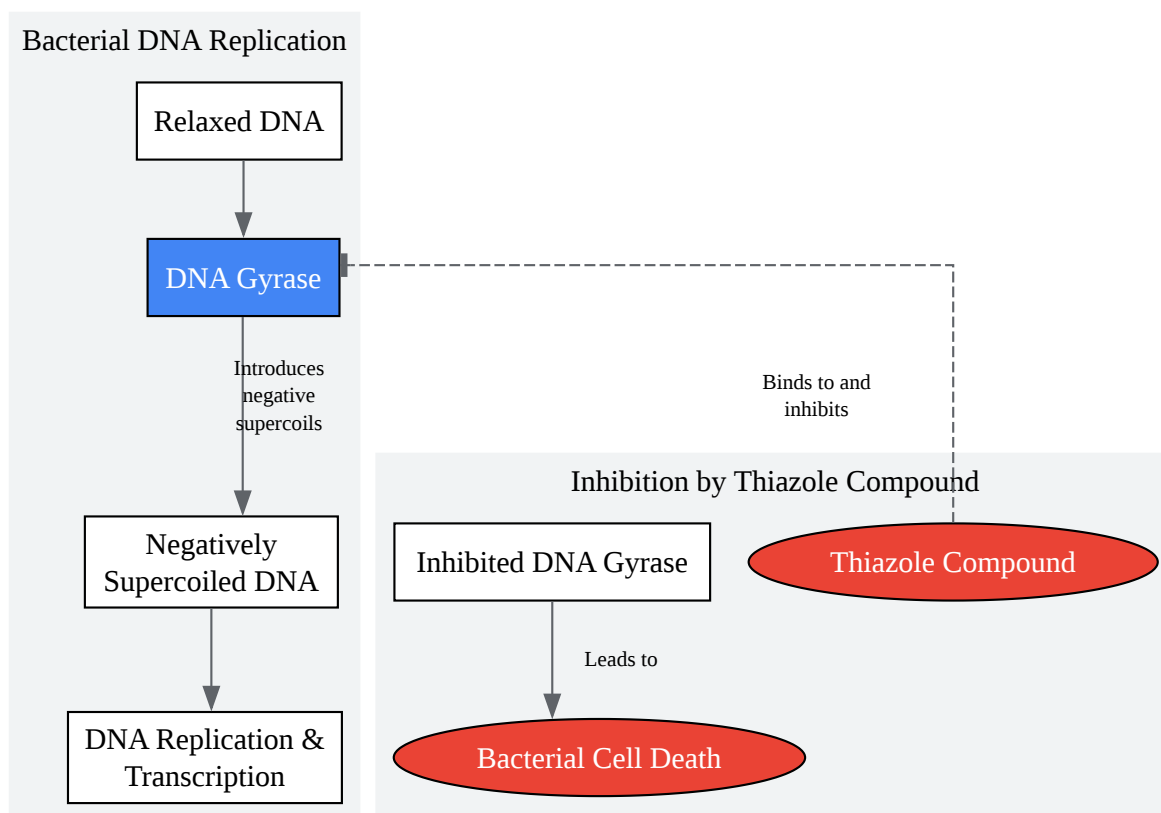 Bacterial DNA Replication
Relaxed DNA
DNA Gyrase
Introduces
negative
supercoils
Negatively
Supercoiled DNA
DNA Replication &
Transcription
Binds to and
inhibits
Inhibition by Thiazole Compound
Inhibited DNA Gyrase
Thiazole Compound
Leads to
Bacterial Cell Death